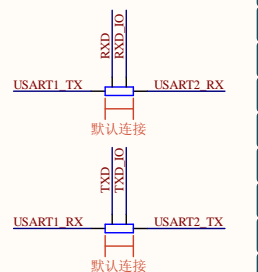 RXD
RXD_IO
USART1_TX
USART2_RX
默认连接
TXD
TXD_IO
USART1_RX
USART2_TX
默认连接